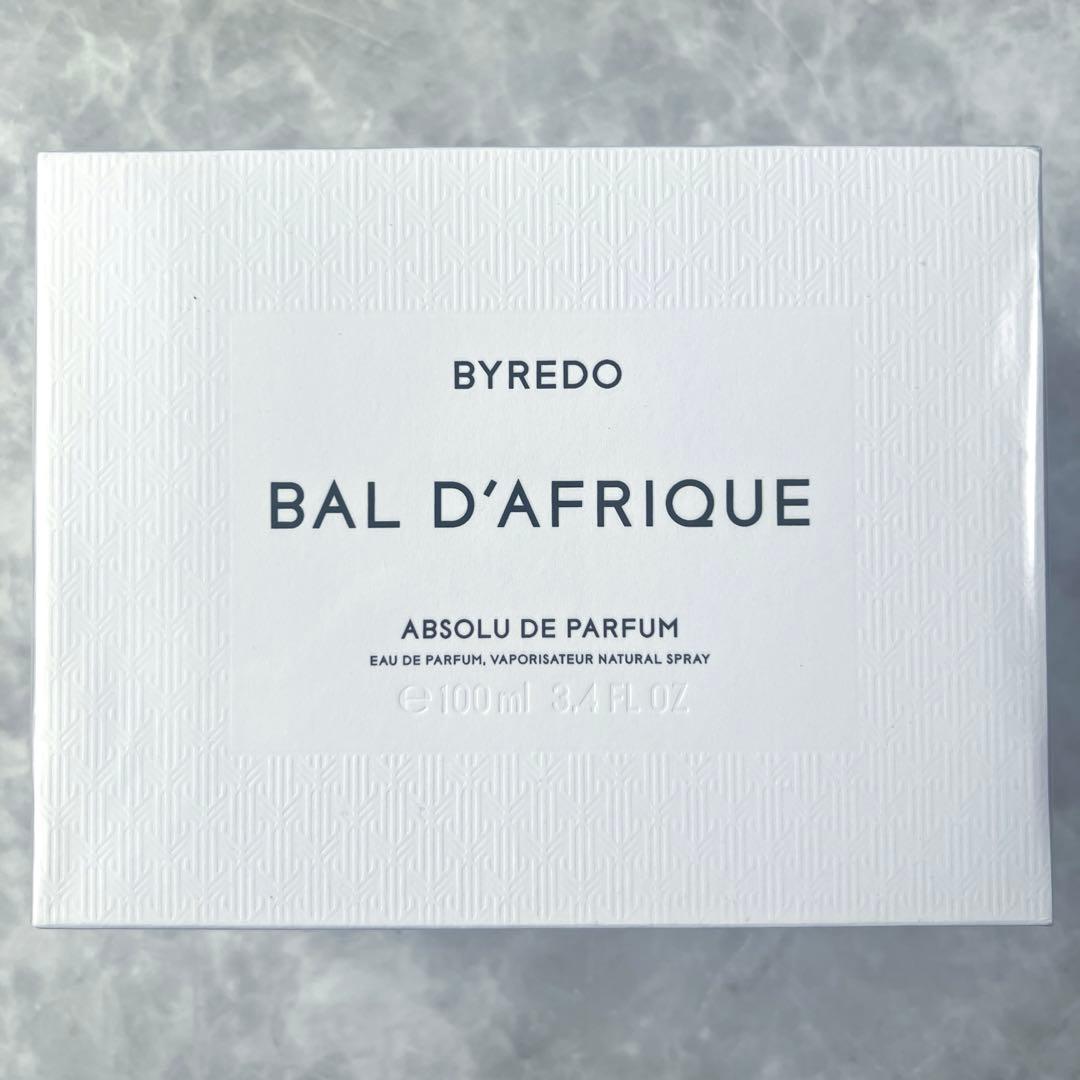 BYREDO
BAL D'AFRIQUE
ABSOLU DE PARFUM
EAU DE PARFUM, VAPORISATEUR NATURAL SPRAY
℮ 100 ml 3.4 FL OZ